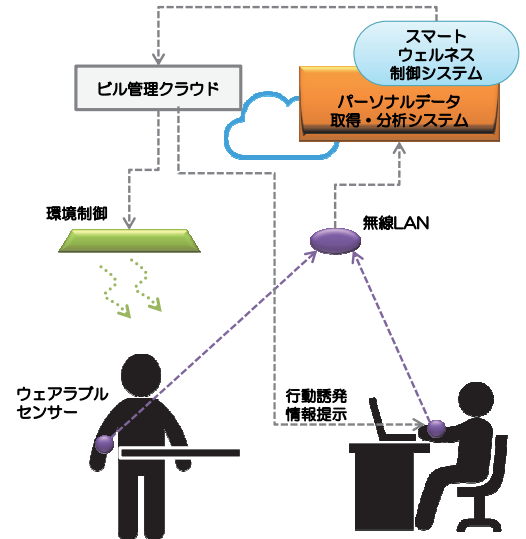 スマート
ウェルネス
制御システム
ビル管理クラウド
パーソナルデータ
取得・分析システム
環境制御
無線LAN
ウェアラブル
センサー
行動誘発
情報提示